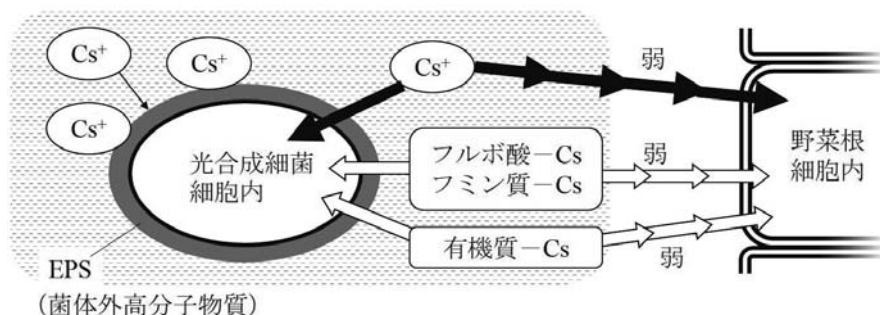 Cs⁺
Cs⁺
Cs⁺
Cs⁺
弱
光合成細菌
細胞内
フルボ酸－Cs
フミン質－Cs
弱
野菜根
細胞内
有機質－Cs
弱
EPS
（菌体外高分子物質）